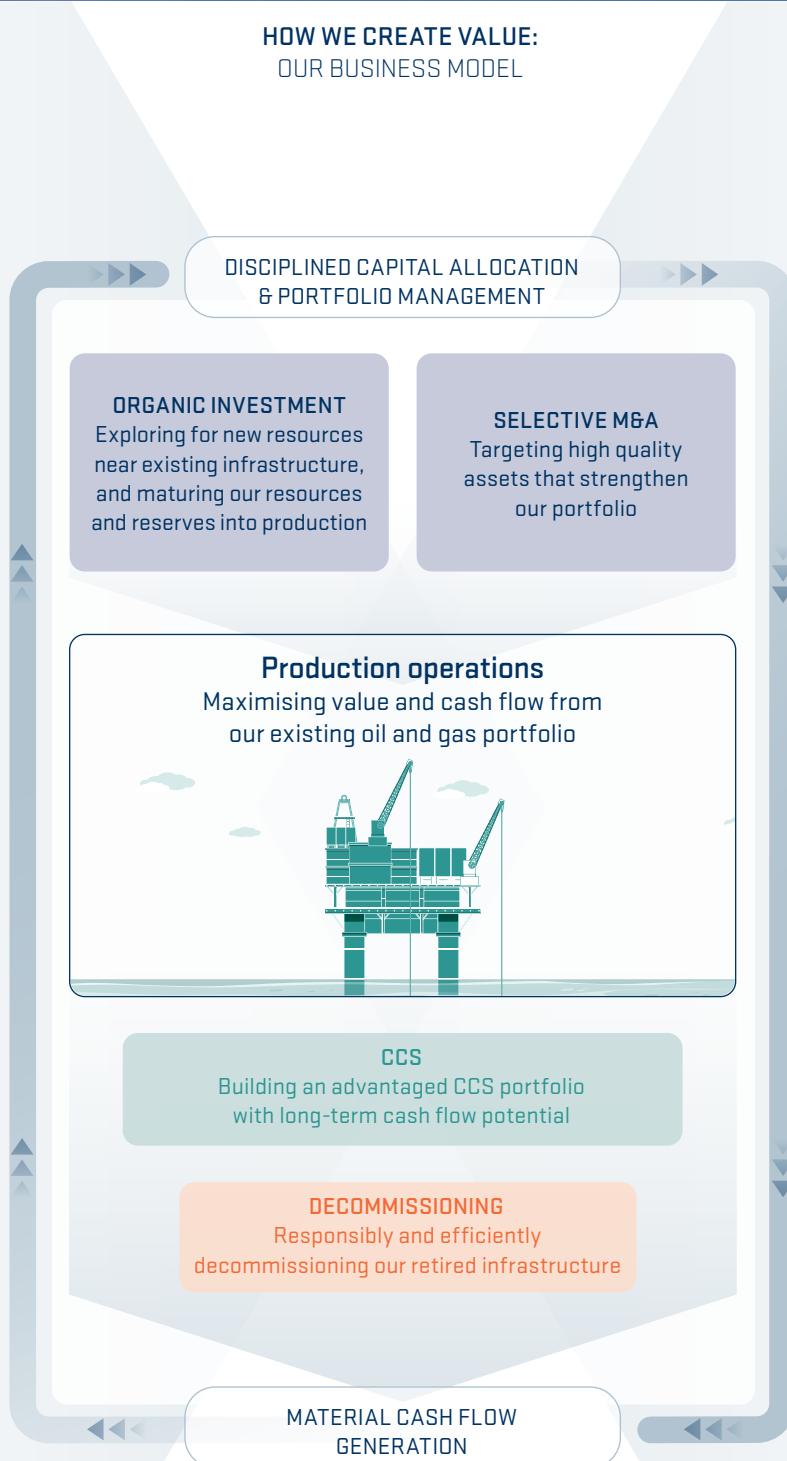 HOW WE CREATE VALUE:
OUR BUSINESS MODEL
DISCIPLINED CAPITAL ALLOCATION
& PORTFOLIO MANAGEMENT
ORGANIC INVESTMENT
Exploring for new resources
near existing infrastructure,
and maturing our resources
and reserves into production
SELECTIVE M&A
Targeting high quality
assets that strengthen
our portfolio
Production operations
Maximising value and cash flow from
our existing oil and gas portfolio
CCS
Building an advantaged CCS portfolio
with long-term cash flow potential
DECOMMISSIONING
Responsibly and efficiently
decommissioning our retired infrastructure
MATERIAL CASH FLOW
GENERATION